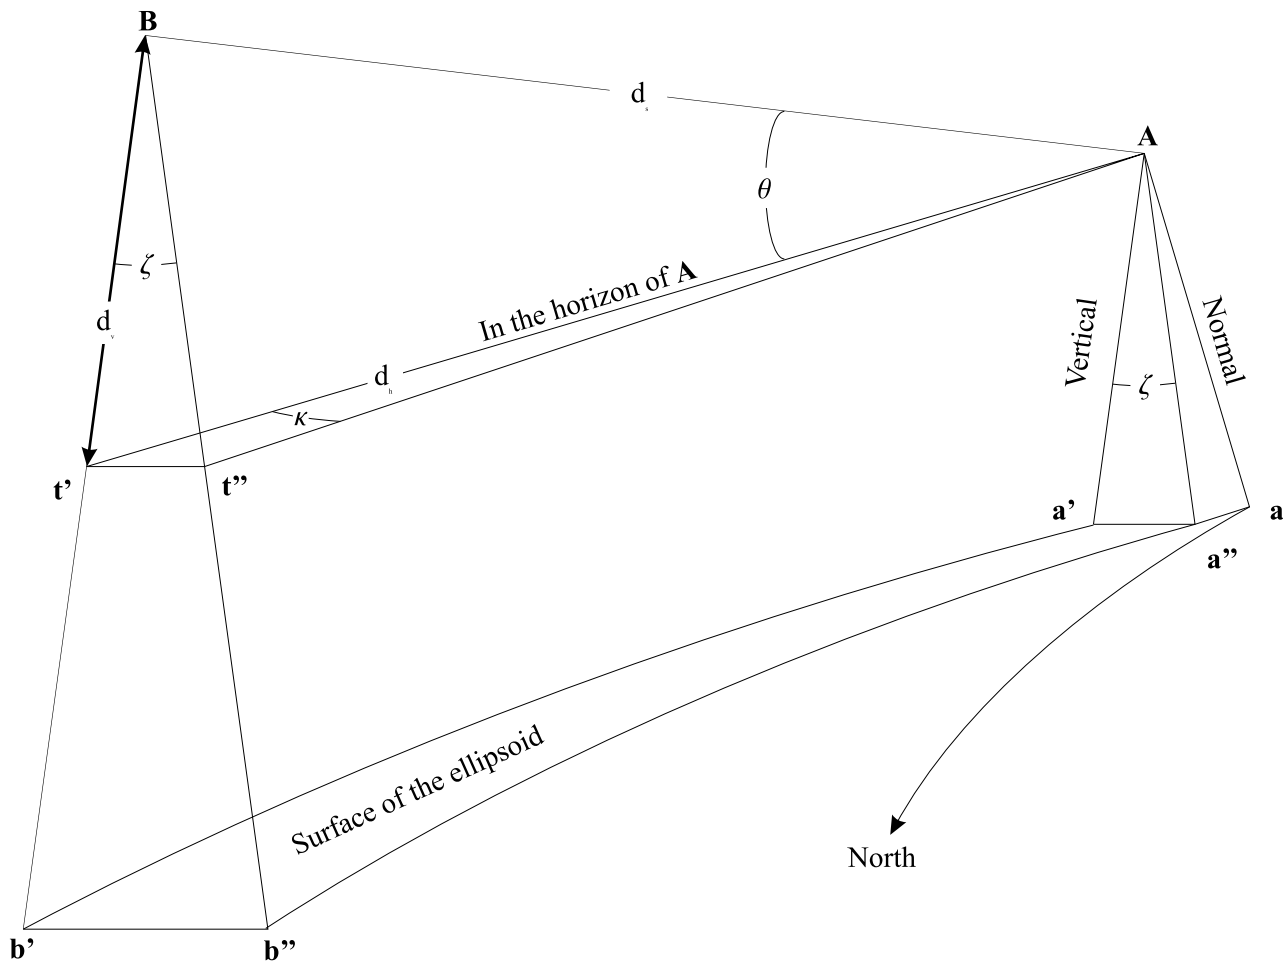 B
d s
A
θ
In the horizon of A
ζ
d v
Vertical
Normal
d h
ζ
κ
t’
t”
a’
a
a”
Surface of the ellipsoid
North
b’
b”